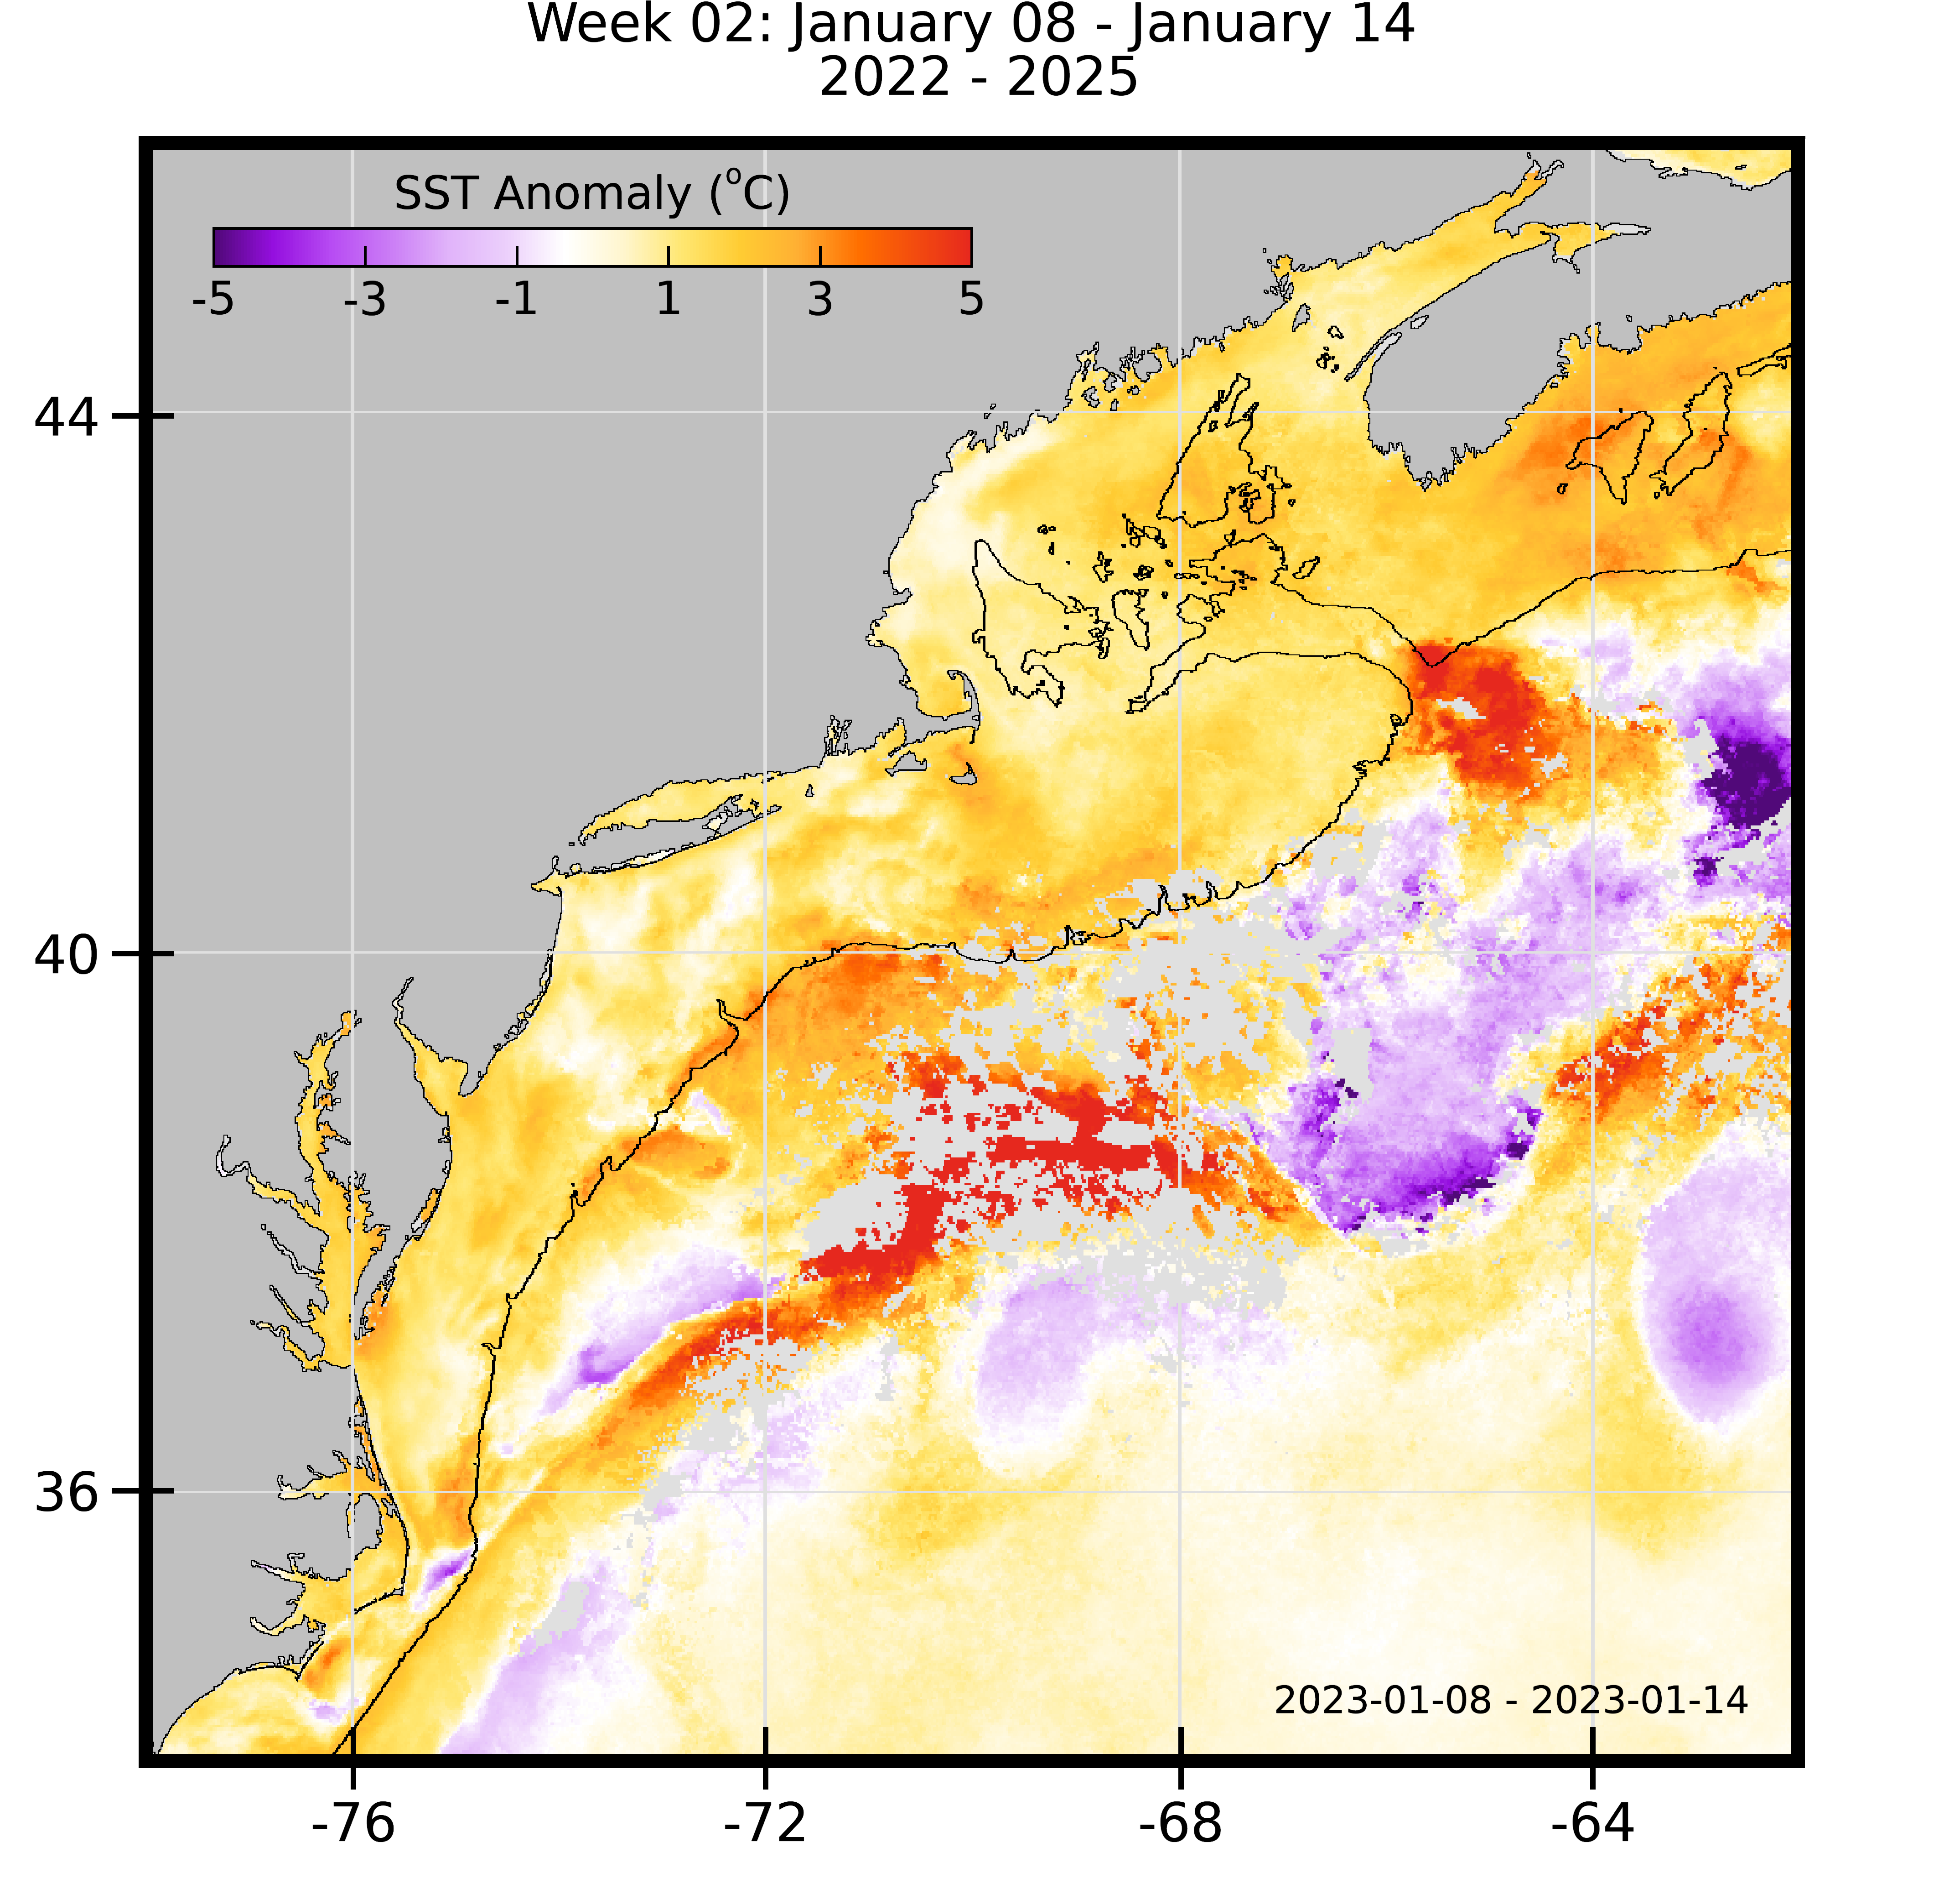 Week 02: January 08 - January 14
2022 - 2025
SST Anomaly (°C)
-5 -3 -1 1 3 5
44
40
36
2023-01-08 - 2023-01-14
-76 -72 -68 -64